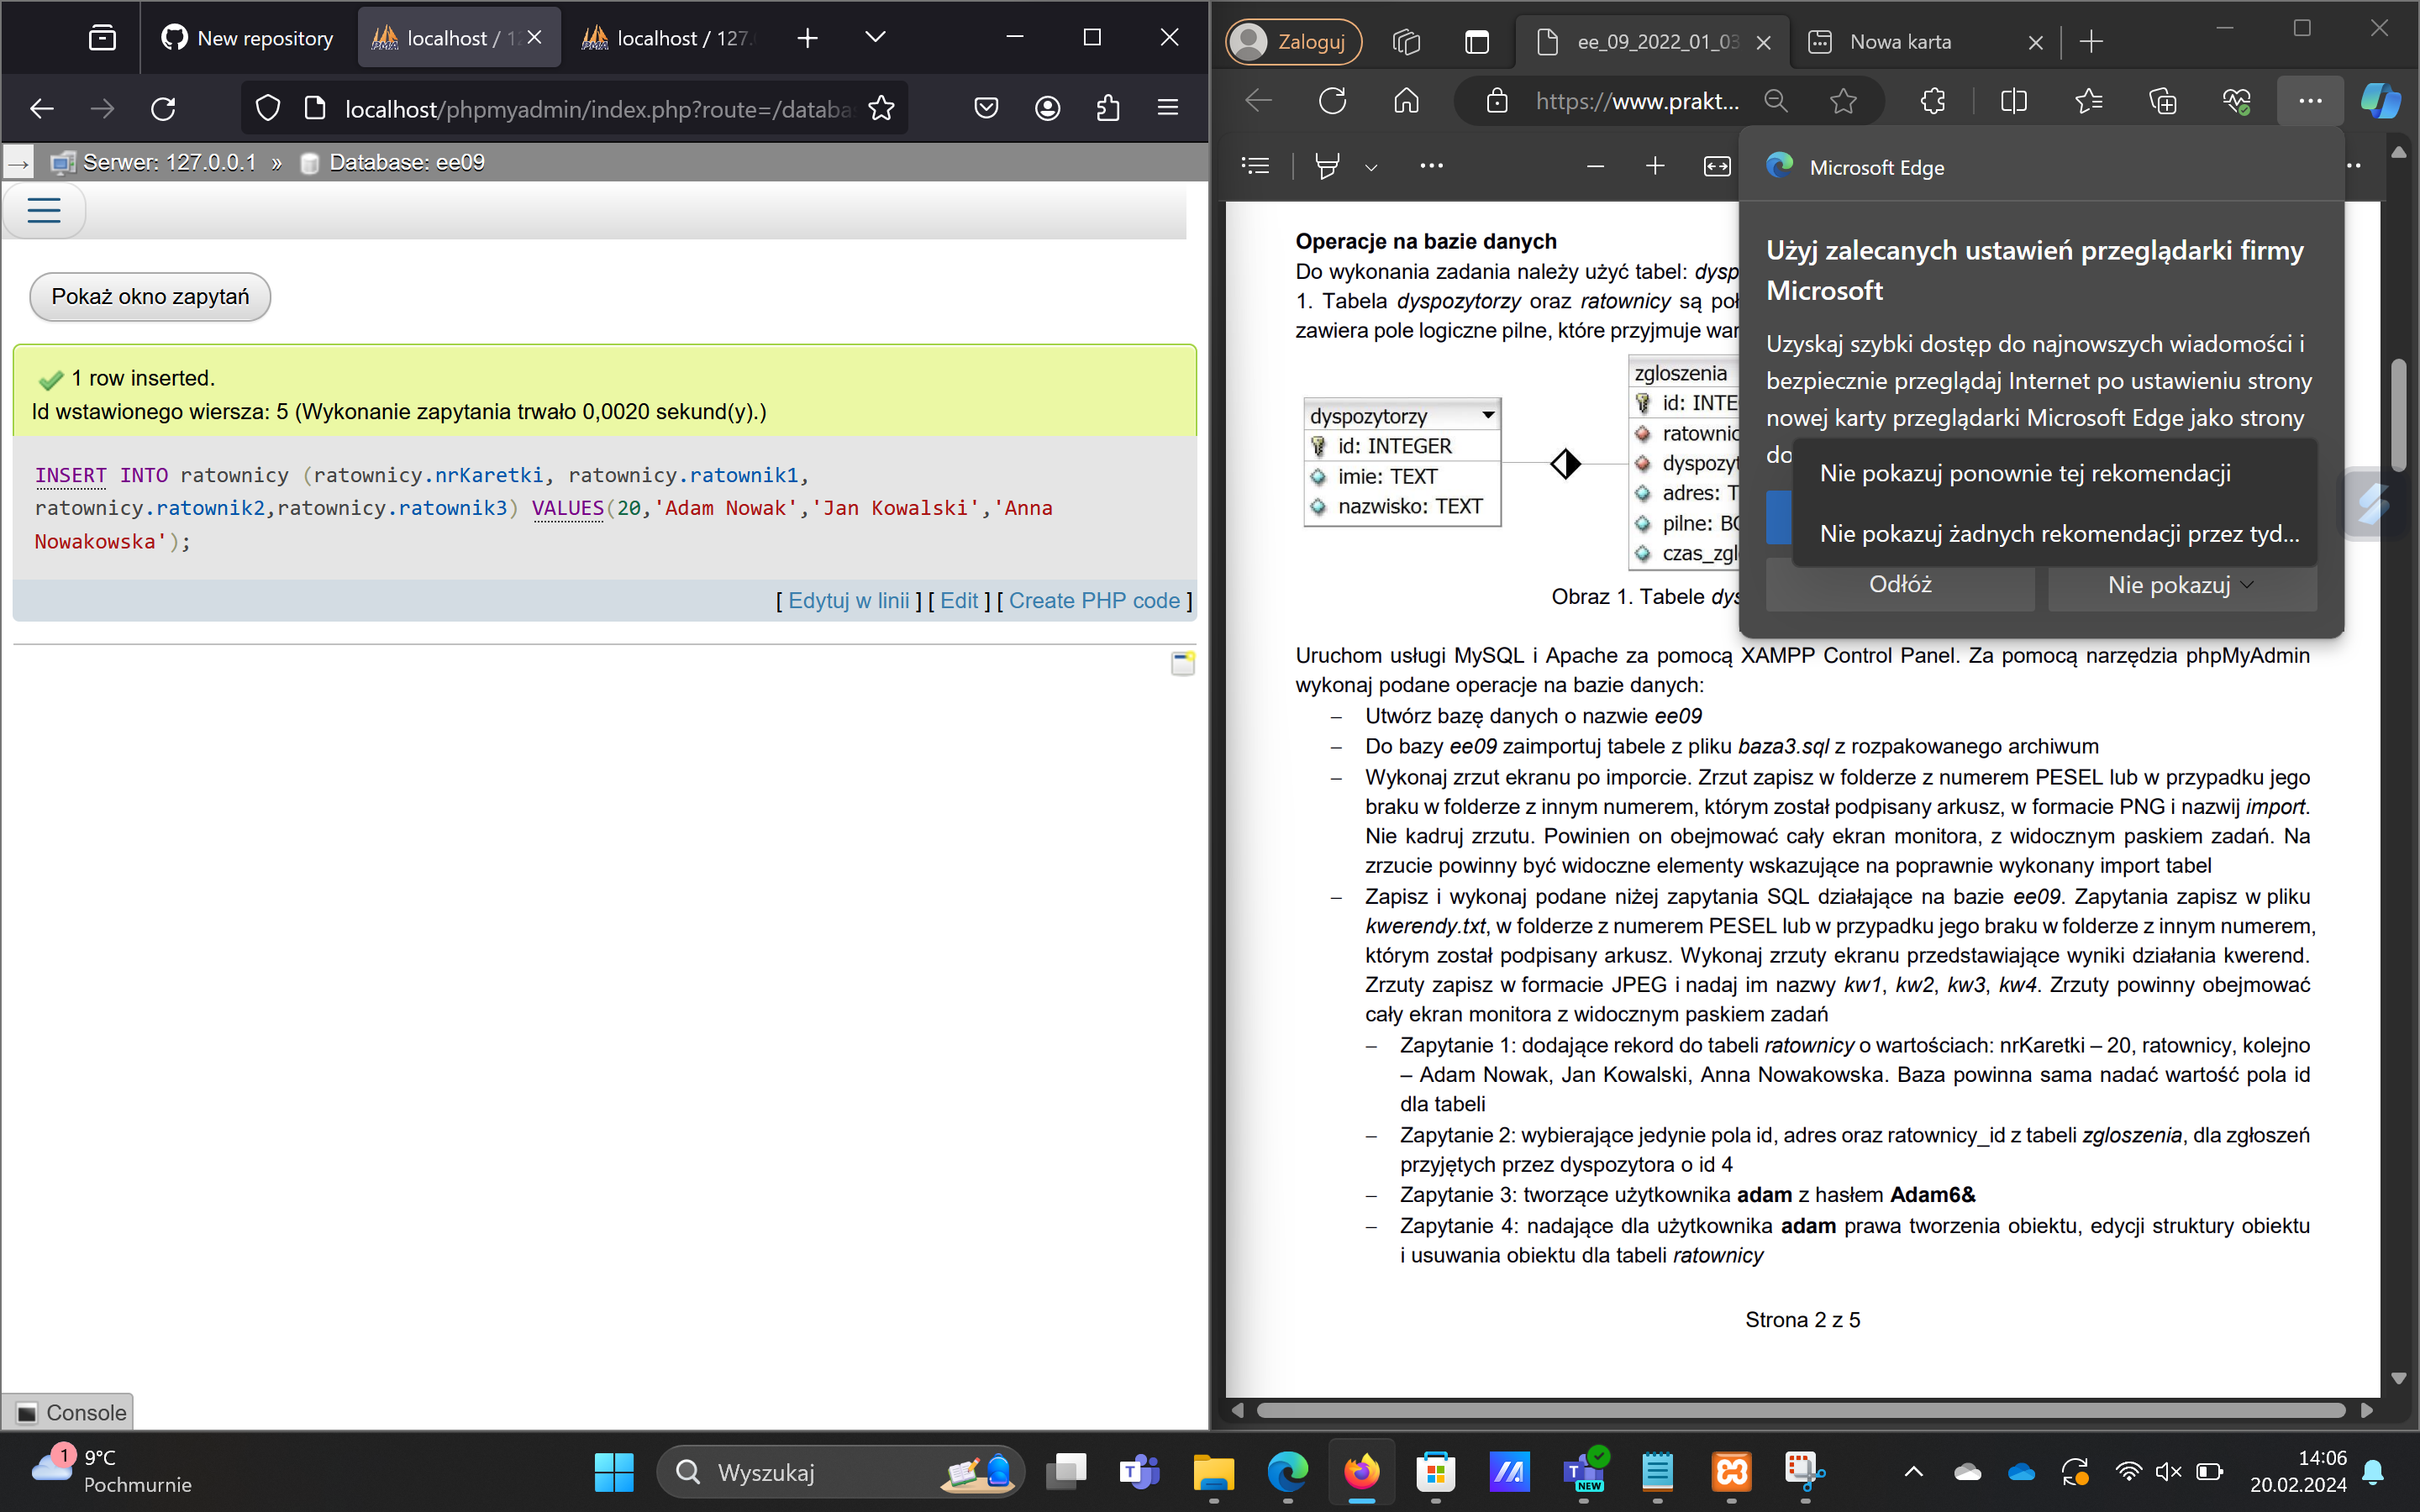 New repository
localhost / 12
localhost / 127.
localhost/phpmyadmin/index.php?route=/databa
Serwer: 127.0.0.1 » Database: ee09
Pokaż okno zapytań
1 row inserted.
Id wstawionego wiersza: 5 (Wykonanie zapytania trwało 0,0020 sekund(y).)
INSERT INTO ratownicy (ratownicy.nrKaretki, ratownicy.ratownik1,
ratownicy.ratownik2,ratownicy.ratownik3) VALUES(20,'Adam Nowak','Jan Kowalski','Anna
Nowakowska');
[ Edytuj w linii ] [ Edit ] [ Create PHP code ]
Console
Zaloguj
ee_09_2022_01_03
Nowa karta
https://www.prakt...
Microsoft Edge
Użyj zalecanych ustawień przeglądarki firmy
Microsoft
Uzyskaj szybki dostęp do najnowszych wiadomości i
bezpiecznie przeglądaj Internet po ustawieniu strony
nowej karty przeglądarki Microsoft Edge jako strony
do
Nie pokazuj ponownie tej rekomendacji
Nie pokazuj żadnych rekomendacji przez tyd...
Odłóż
Nie pokazuj
Operacje na bazie danych
Do wykonania zadania należy użyć tabel: dysp
1. Tabela dyspozytorzy oraz ratownicy są poł
zawiera pole logiczne pilne, które przyjmuje war
dyspozytorzy
id: INTEGER
imie: TEXT
nazwisko: TEXT
zgloszenia
id: INTE
ratownic
dyspozyt
adres: T
pilne: BO
czas_zgl
Obraz 1. Tabele dys
Uruchom usługi MySQL i Apache za pomocą XAMPP Control Panel. Za pomocą narzędzia phpMyAdmin
wykonaj podane operacje na bazie danych:
– Utwórz bazę danych o nazwie ee09
– Do bazy ee09 zaimportuj tabele z pliku baza3.sql z rozpakowanego archiwum
– Wykonaj zrzut ekranu po imporcie. Zrzut zapisz w folderze z numerem PESEL lub w przypadku jego
braku w folderze z innym numerem, którym został podpisany arkusz, w formacie PNG i nazwij import.
Nie kadruj zrzutu. Powinien on obejmować cały ekran monitora, z widocznym paskiem zadań. Na
zrzucie powinny być widoczne elementy wskazujące na poprawnie wykonany import tabel
– Zapisz i wykonaj podane niżej zapytania SQL działające na bazie ee09. Zapytania zapisz w pliku
kwerendy.txt, w folderze z numerem PESEL lub w przypadku jego braku w folderze z innym numerem,
którym został podpisany arkusz. Wykonaj zrzuty ekranu przedstawiające wyniki działania kwerend.
Zrzuty zapisz w formacie JPEG i nadaj im nazwy kw1, kw2, kw3, kw4. Zrzuty powinny obejmować
cały ekran monitora z widocznym paskiem zadań
– Zapytanie 1: dodające rekord do tabeli ratownicy o wartościach: nrKaretki – 20, ratownicy, kolejno
– Adam Nowak, Jan Kowalski, Anna Nowakowska. Baza powinna sama nadać wartość pola id
dla tabeli
– Zapytanie 2: wybierające jedynie pola id, adres oraz ratownicy_id z tabeli zgloszenia, dla zgłoszeń
przyjętych przez dyspozytora o id 4
– Zapytanie 3: tworzące użytkownika adam z hasłem Adam6&
– Zapytanie 4: nadające dla użytkownika adam prawa tworzenia obiektu, edycji struktury obiektu
i usuwania obiektu dla tabeli ratownicy
Strona 2 z 5
1
9°C
Pochmurnie
Wyszukaj
NEW
14:06
20.02.2024